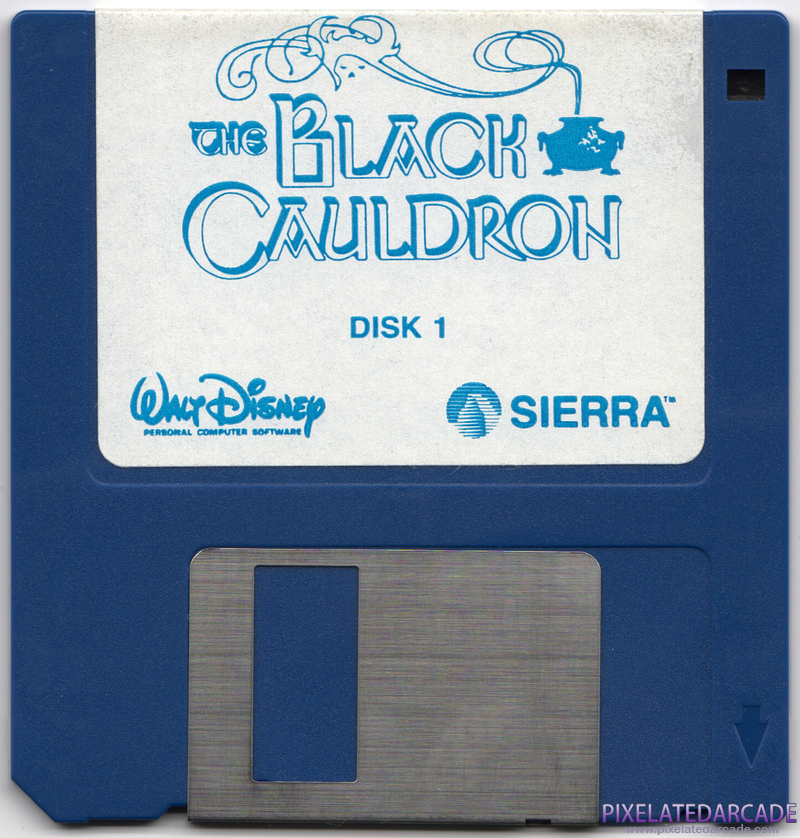 THE BLACK
CAULDRON
DISK 1
WALT DISNEY
PERSONAL COMPUTER SOFTWARE
SIERRA™
PIXELATEDARCADE
www.pixelatedarcade.com